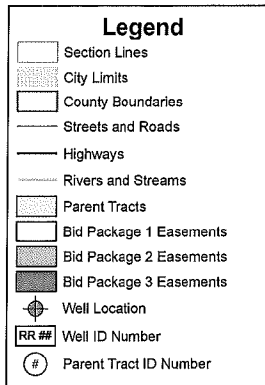 Legend
Section Lines
City Limits
County Boundaries
Streets and Roads
Highways
Rivers and Streams
Parent Tracts
Bid Package 1 Easements
Bid Package 2 Easements
Bid Package 3 Easements
Well Location
RR ## Well ID Number
# Parent Tract ID Number